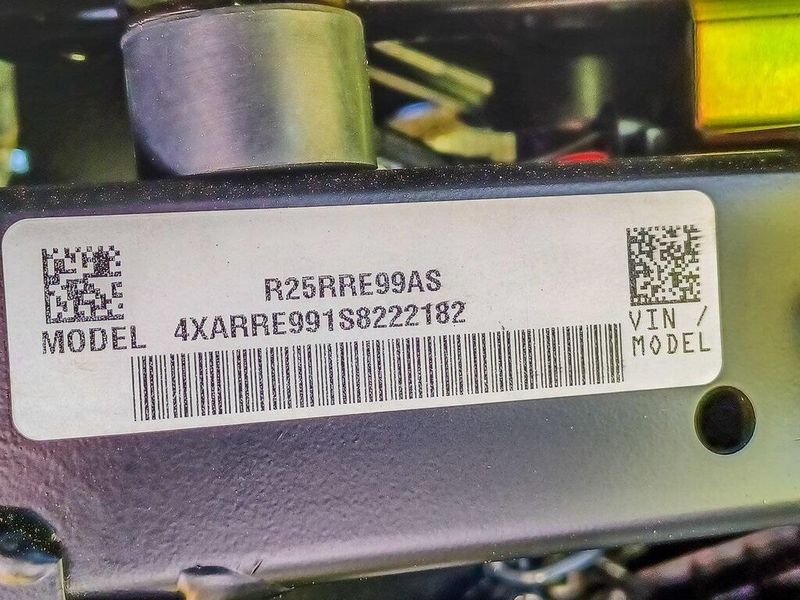 R25RRE99AS
4XARRE991S8222182
MODEL
VIN /
MODEL